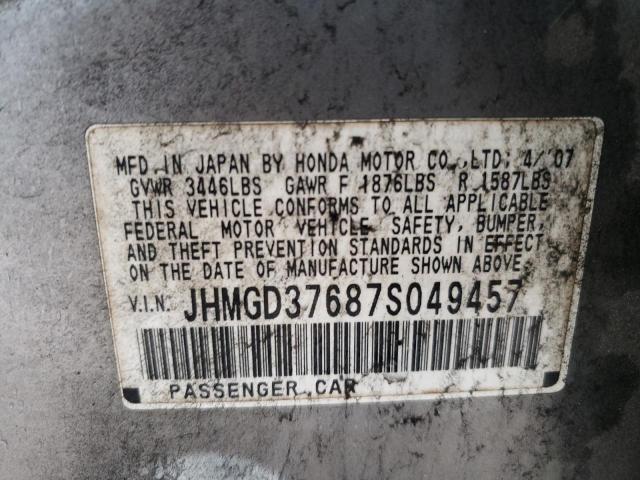 MFD. IN JAPAN BY HONDA MOTOR CO., LTD. 4/'07
GVWR 3446LBS GAWR F 1876LBS R 1587LBS
THIS VEHICLE CONFORMS TO ALL APPLICABLE
FEDERAL MOTOR VEHICLE SAFETY, BUMPER,
AND THEFT PREVENTION STANDARDS IN EFFECT
ON THE DATE OF MANUFACTURE SHOWN ABOVE.
V.I.N. JHMGD37687S049457
PASSENGER CAR